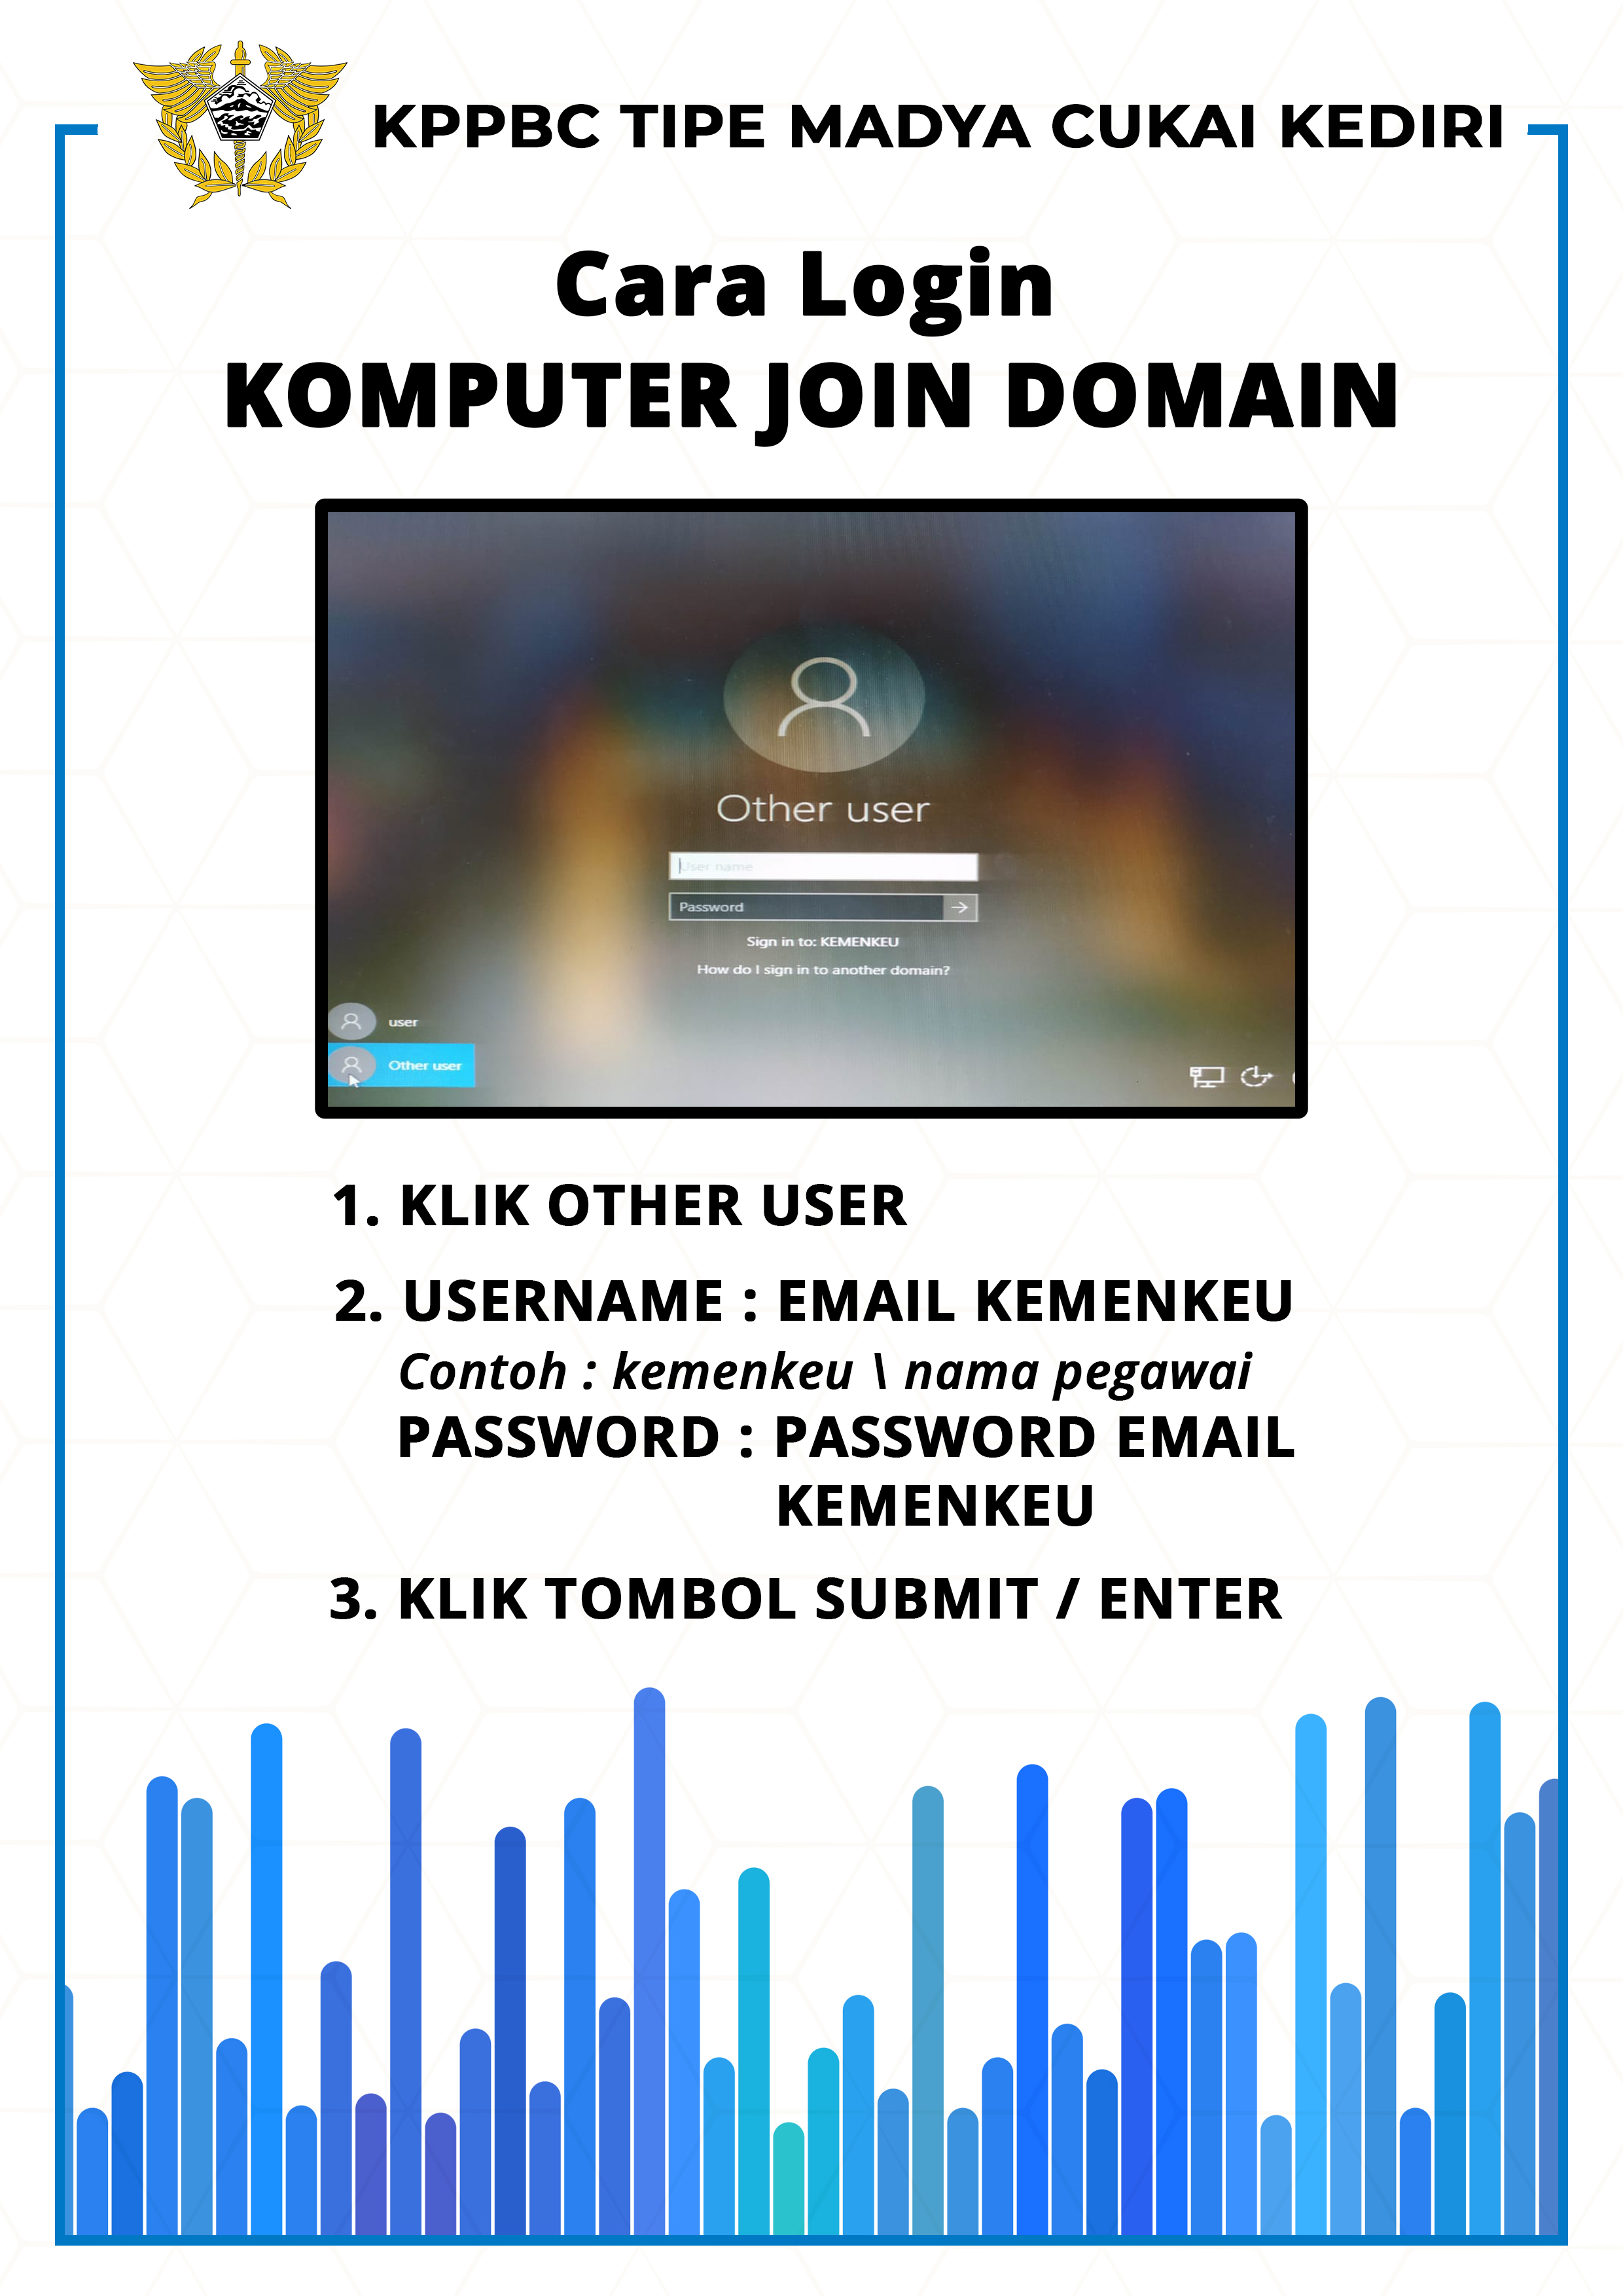 KPPBC TIPE MADYA CUKAI KEDIRI
Cara Login
KOMPUTER JOIN DOMAIN
Other user
User name
Password
Sign in to: KEMENKEU
How do I sign in to another domain?
user
Other user
1. KLIK OTHER USER
2. USERNAME : EMAIL KEMENKEU
Contoh : kemenkeu \ nama pegawai
PASSWORD : PASSWORD EMAIL
KEMENKEU
3. KLIK TOMBOL SUBMIT / ENTER